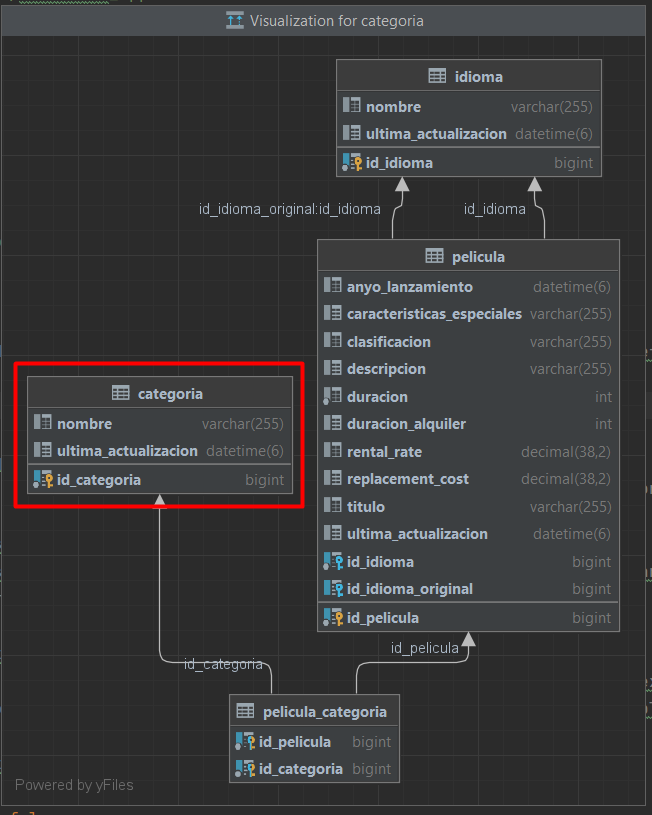 Visualization for categoria
idioma
nombre varchar(255)
ultima_actualizacion datetime(6)
id_idioma bigint
id_idioma_original:id_idioma
id_idioma
pelicula
anyo_lanzamiento datetime(6)
caracteristicas_especiales varchar(255)
clasificacion varchar(255)
descripcion varchar(255)
duracion int
duracion_alquiler int
rental_rate decimal(38,2)
replacement_cost decimal(38,2)
titulo varchar(255)
ultima_actualizacion datetime(6)
id_idioma bigint
id_idioma_original bigint
id_pelicula bigint
categoria
nombre varchar(255)
ultima_actualizacion datetime(6)
id_categoria bigint
id_categoria
id_pelicula
pelicula_categoria
id_pelicula bigint
id_categoria bigint
Powered by yFiles